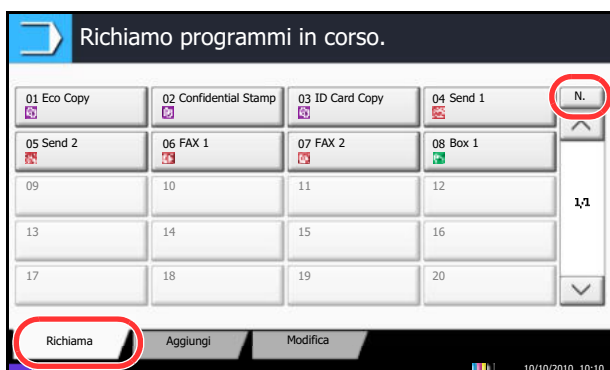 Richiamo programmi in corso.
01 Eco Copy 02 Confidential Stamp 03 ID Card Copy 04 Send 1 N.
05 Send 2 06 FAX 1 07 FAX 2 08 Box 1
09 10 11 12
1/1
13 14 15 16
17 18 19 20
Richiama Aggiungi Modifica
10/10/2010 10:10